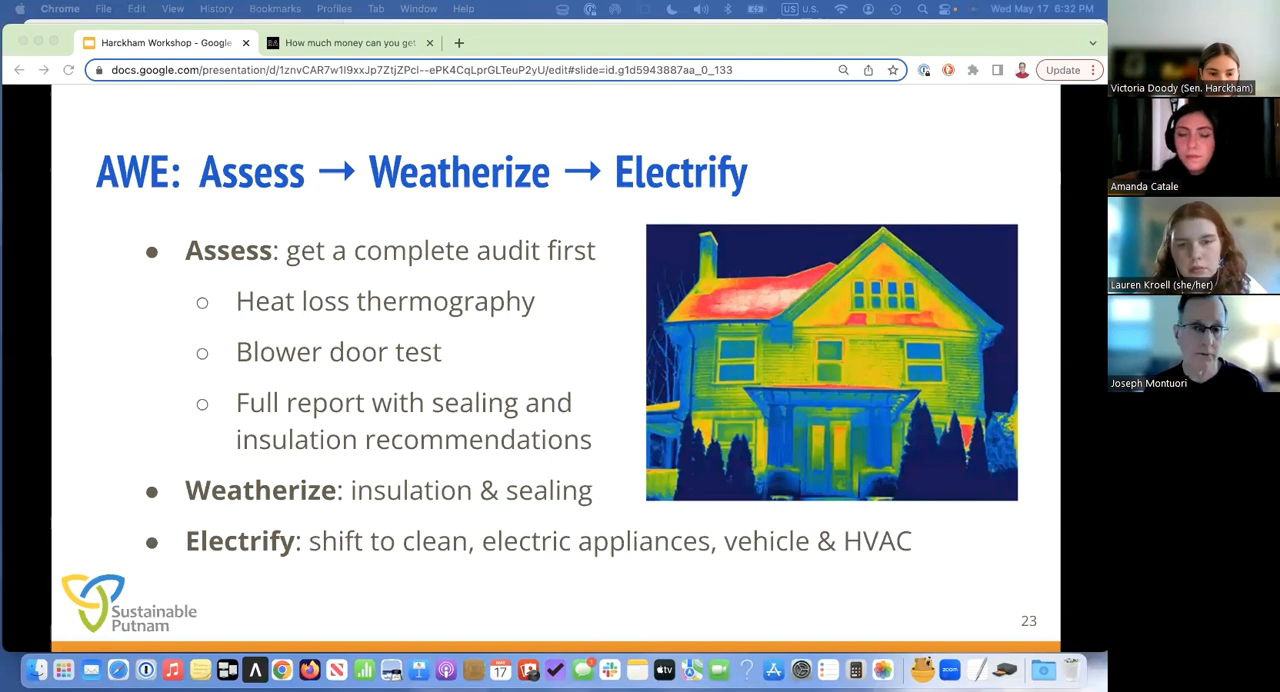 Chrome File Edit View History Bookmarks Profiles Tab Window Help U.S. Wed May 17 6:32 PM
Harckham Workshop - Google
How much money can you get
docs.google.com/presentation/d/1znvCAR7w1l9xxJp7ZtjZPcl--ePK4CqLprGLTeuP2yU/edit#slide=id.g1d5943887aa_0_133
Update
AWE: Assess → Weatherize → Electrify
● Assess: get a complete audit first
○ Heat loss thermography
○ Blower door test
○ Full report with sealing and
insulation recommendations
● Weatherize: insulation & sealing
● Electrify: shift to clean, electric appliances, vehicle & HVAC
Sustainable
Putnam
23
Victoria Doody (Sen. Harckham)
Amanda Catale
Lauren Kroell (she/her)
Joseph Montuori
MAY
17
zoom
tv